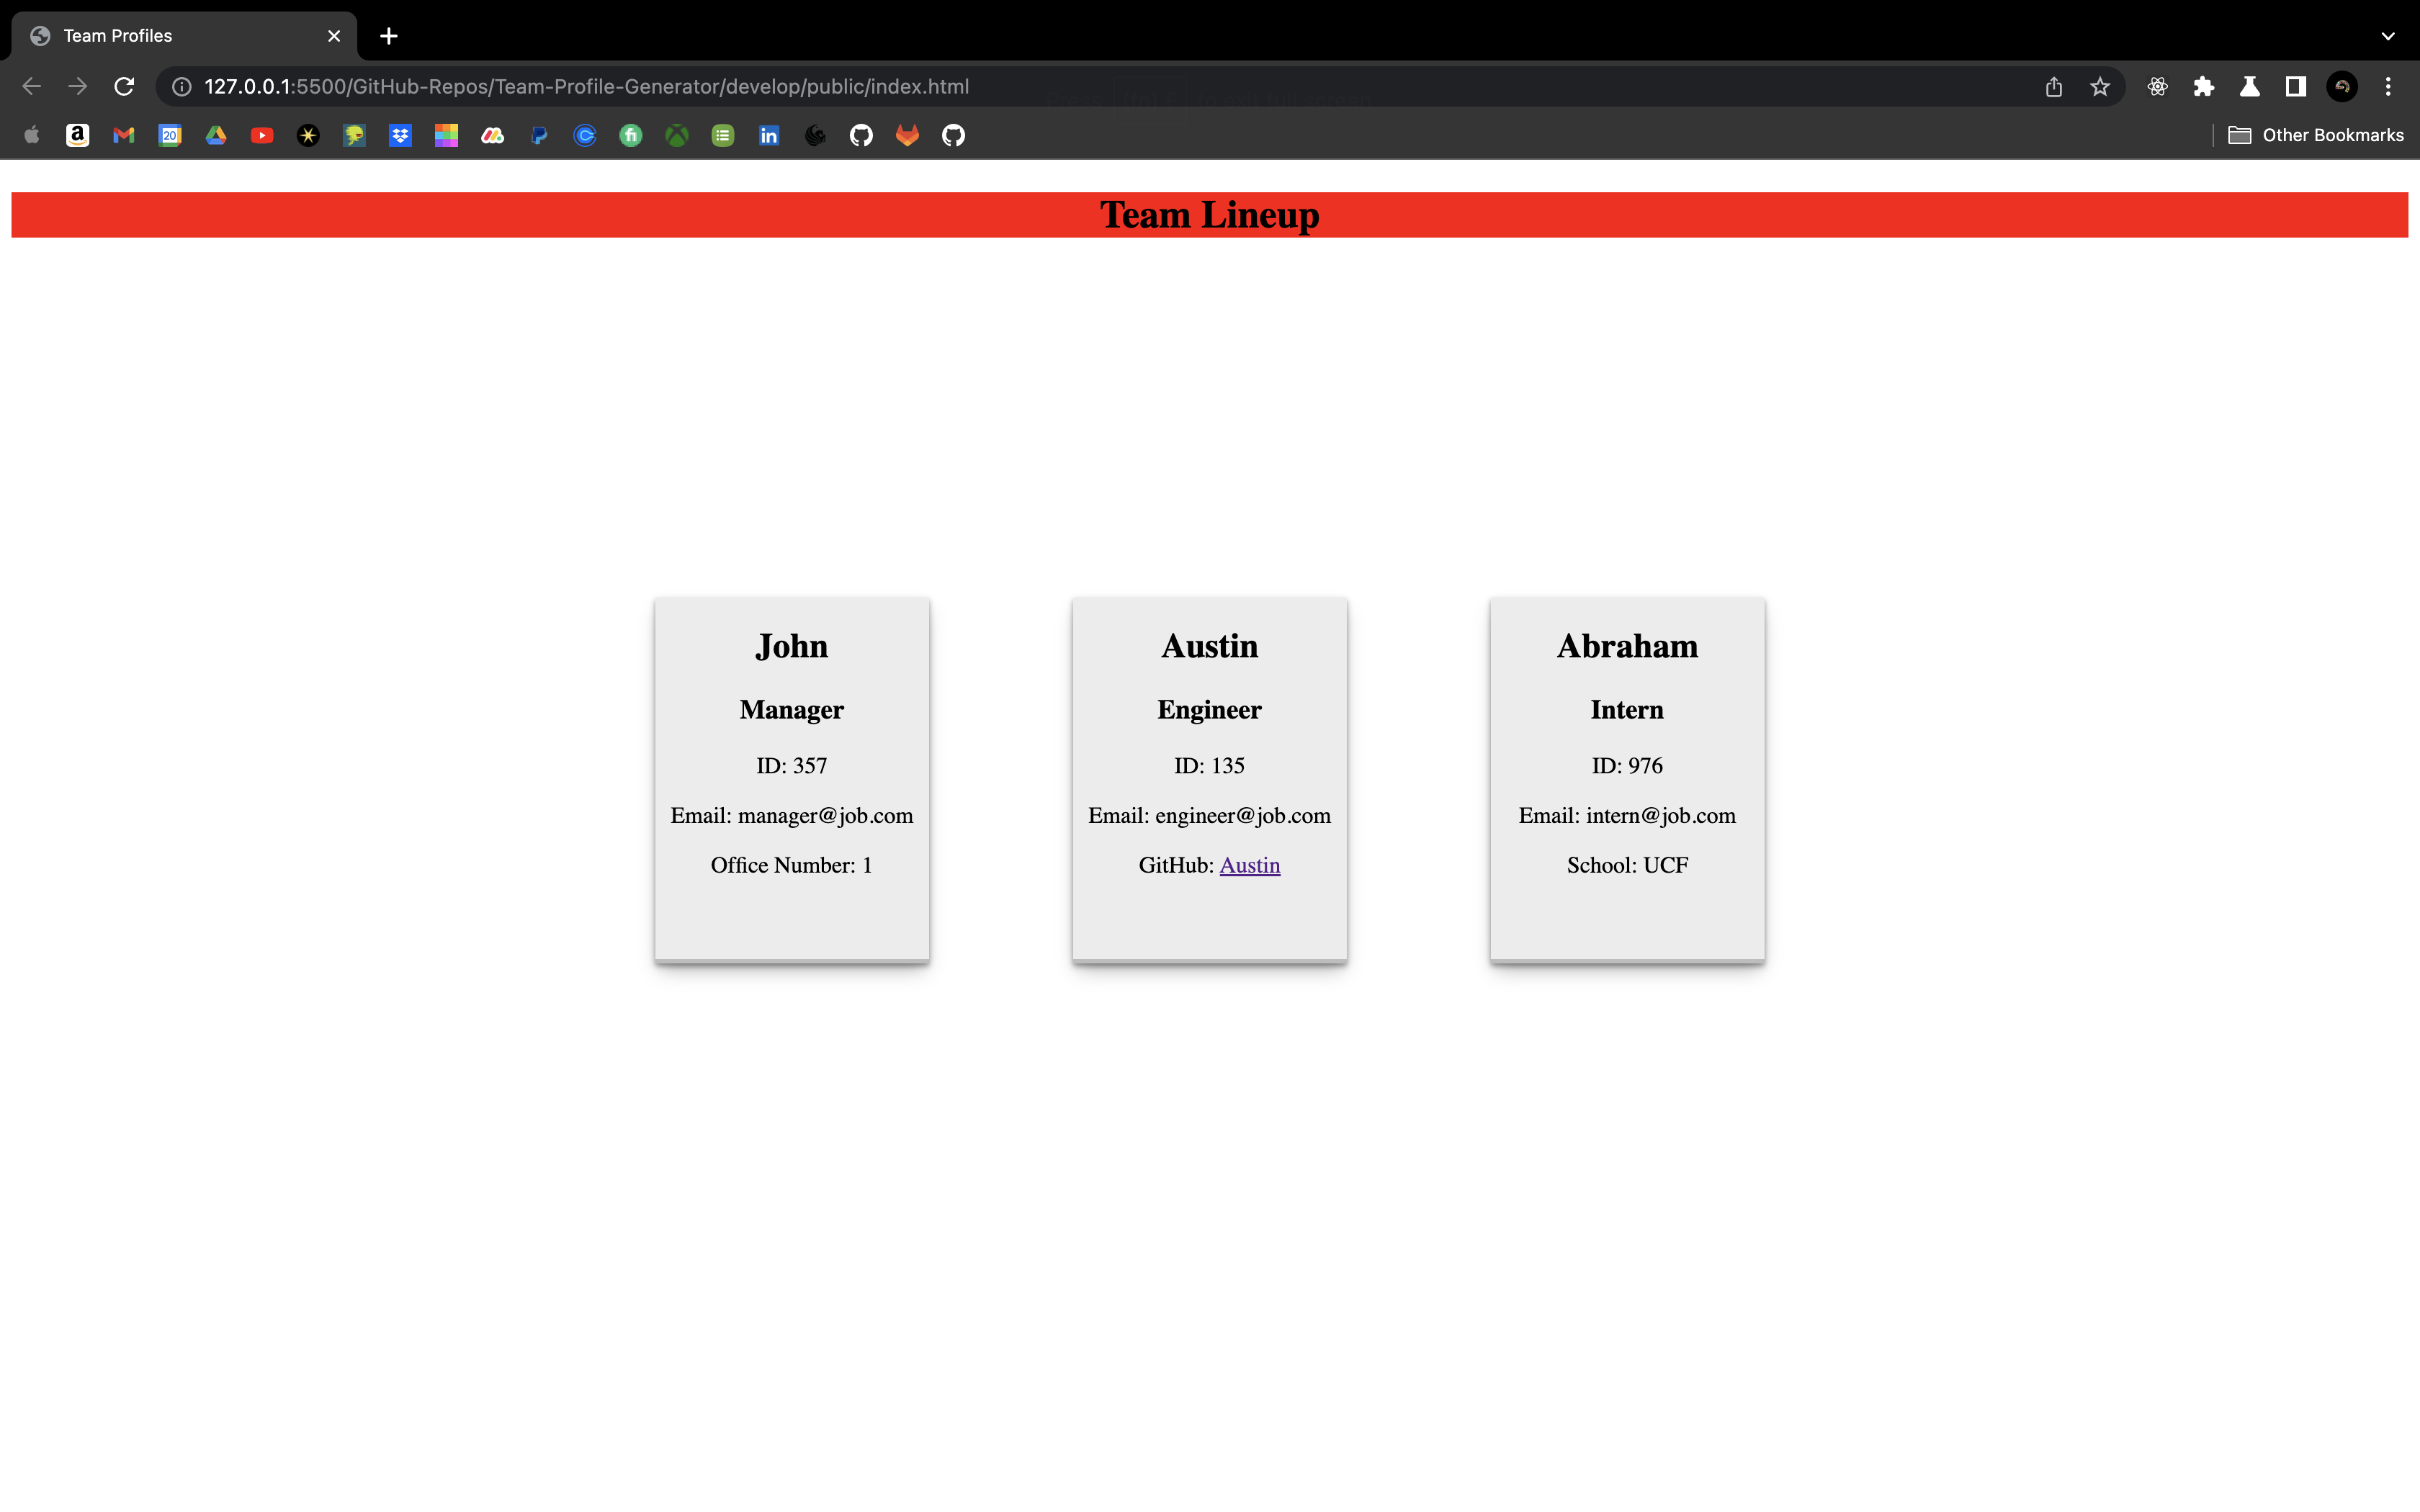 Team Profiles
127.0.0.1:5500/GitHub-Repos/Team-Profile-Generator/develop/public/index.html
20
Other Bookmarks
Team Lineup
John
Manager
ID: 357
Email: manager@job.com
Office Number: 1
Austin
Engineer
ID: 135
Email: engineer@job.com
GitHub: Austin
Abraham
Intern
ID: 976
Email: intern@job.com
School: UCF